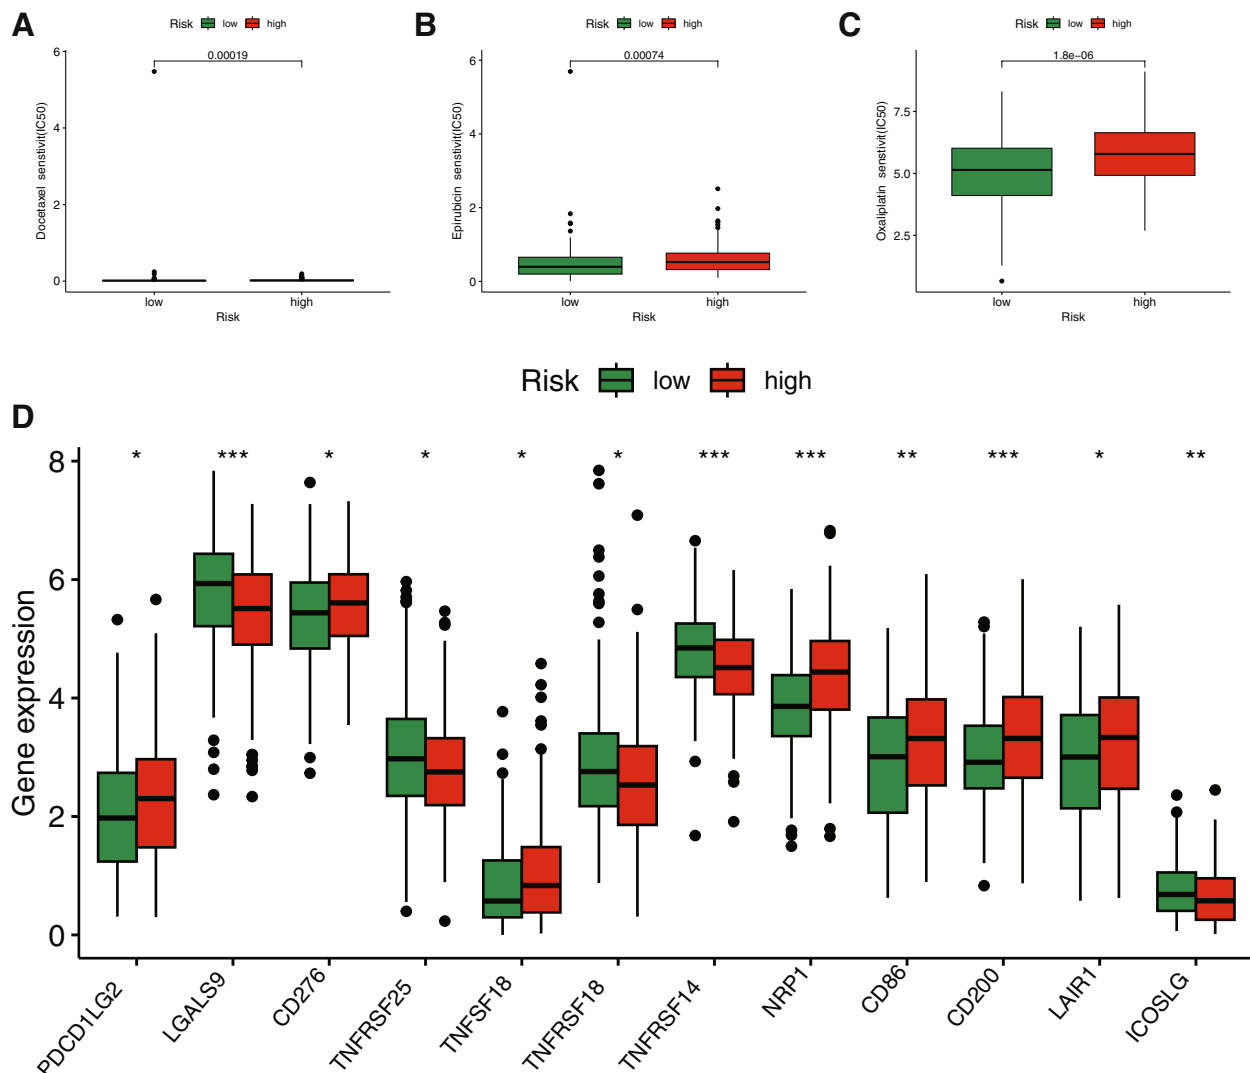 A
Risk low high
0.00019
Docetaxel senstivit(IC50)
6
4
2
0
low high
Risk
B
Risk low high
0.00074
Epirubicin senstivit(IC50)
6
4
2
0
low high
Risk
C
Risk low high
1.8e−06
Oxaliplatin senstivit(IC50)
7.5
5.0
2.5
low high
Risk
Risk low high
D
* *** * * * * *** *** ** *** * **
Gene expression
8
6
4
2
0
PDCD1LG2
LGALS9
CD276
TNFRSF25
TNFSF18
TNFRSF18
TNFRSF14
NRP1
CD86
CD200
LAIR1
ICOSLG